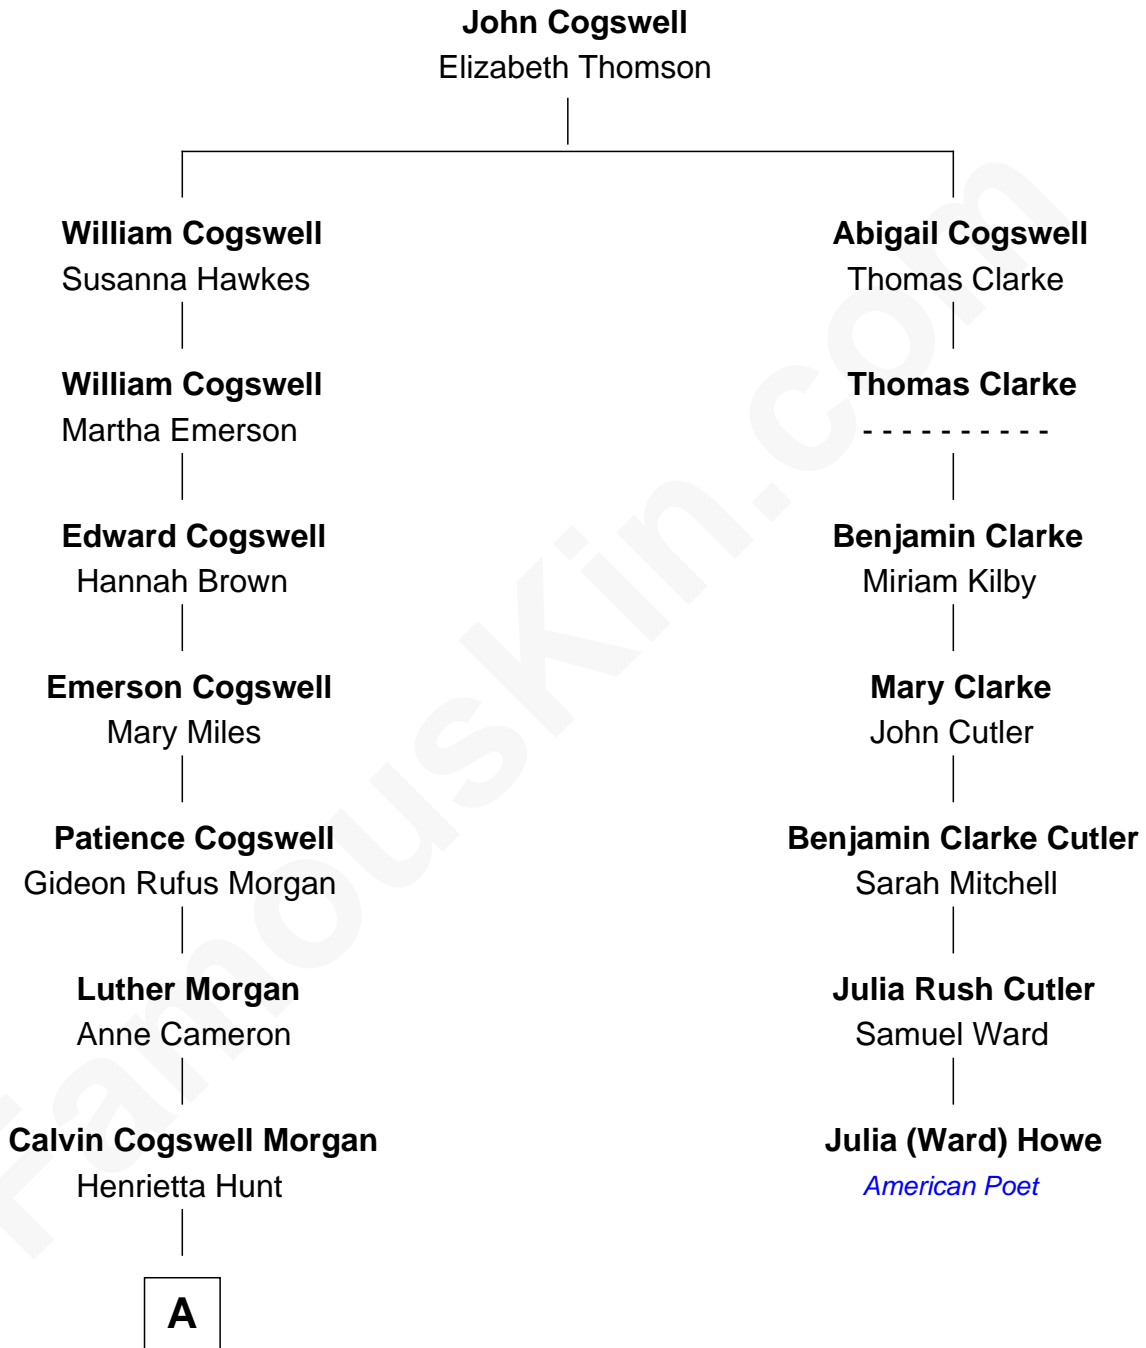 John Cogswell
Elizabeth Thomson
William Cogswell
Susanna Hawkes
Abigail Cogswell
Thomas Clarke
William Cogswell
Martha Emerson
Thomas Clarke
- - - - - - - - - -
Edward Cogswell
Hannah Brown
Benjamin Clarke
Miriam Kilby
Emerson Cogswell
Mary Miles
Mary Clarke
John Cutler
Patience Cogswell
Gideon Rufus Morgan
Benjamin Clarke Cutler
Sarah Mitchell
Luther Morgan
Anne Cameron
Julia Rush Cutler
Samuel Ward
Calvin Cogswell Morgan
Henrietta Hunt
Julia (Ward) Howe
American Poet
A
FamousKin.com